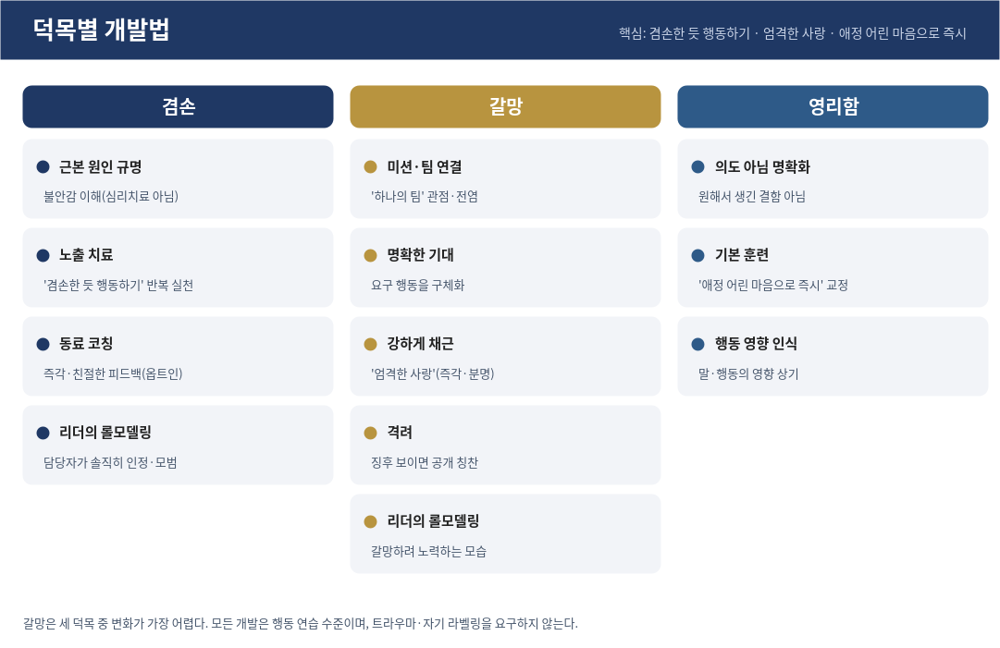 덕목별 개발법
핵심: 겸손한 듯 행동하기 · 엄격한 사랑 · 애정 어린 마음으로 즉시
겸손
근본 원인 규명
불안감 이해(심리치료 아님)
노출 치료
'겸손한 듯 행동하기' 반복 실천
동료 코칭
즉각·친절한 피드백(옵트인)
리더의 롤모델링
담당자가 솔직히 인정·모범
갈망
미션·팀 연결
'하나의 팀' 관점·전염
명확한 기대
요구 행동을 구체화
강하게 채근
'엄격한 사랑'(즉각·분명)
격려
징후 보이면 공개 칭찬
리더의 롤모델링
갈망하려 노력하는 모습
영리함
의도 아님 명확화
원해서 생긴 결함 아님
기본 훈련
'애정 어린 마음으로 즉시' 교정
행동 영향 인식
말·행동의 영향 상기
갈망은 세 덕목 중 변화가 가장 어렵다. 모든 개발은 행동 연습 수준이며, 트라우마·자기 라벨링을 요구하지 않는다.